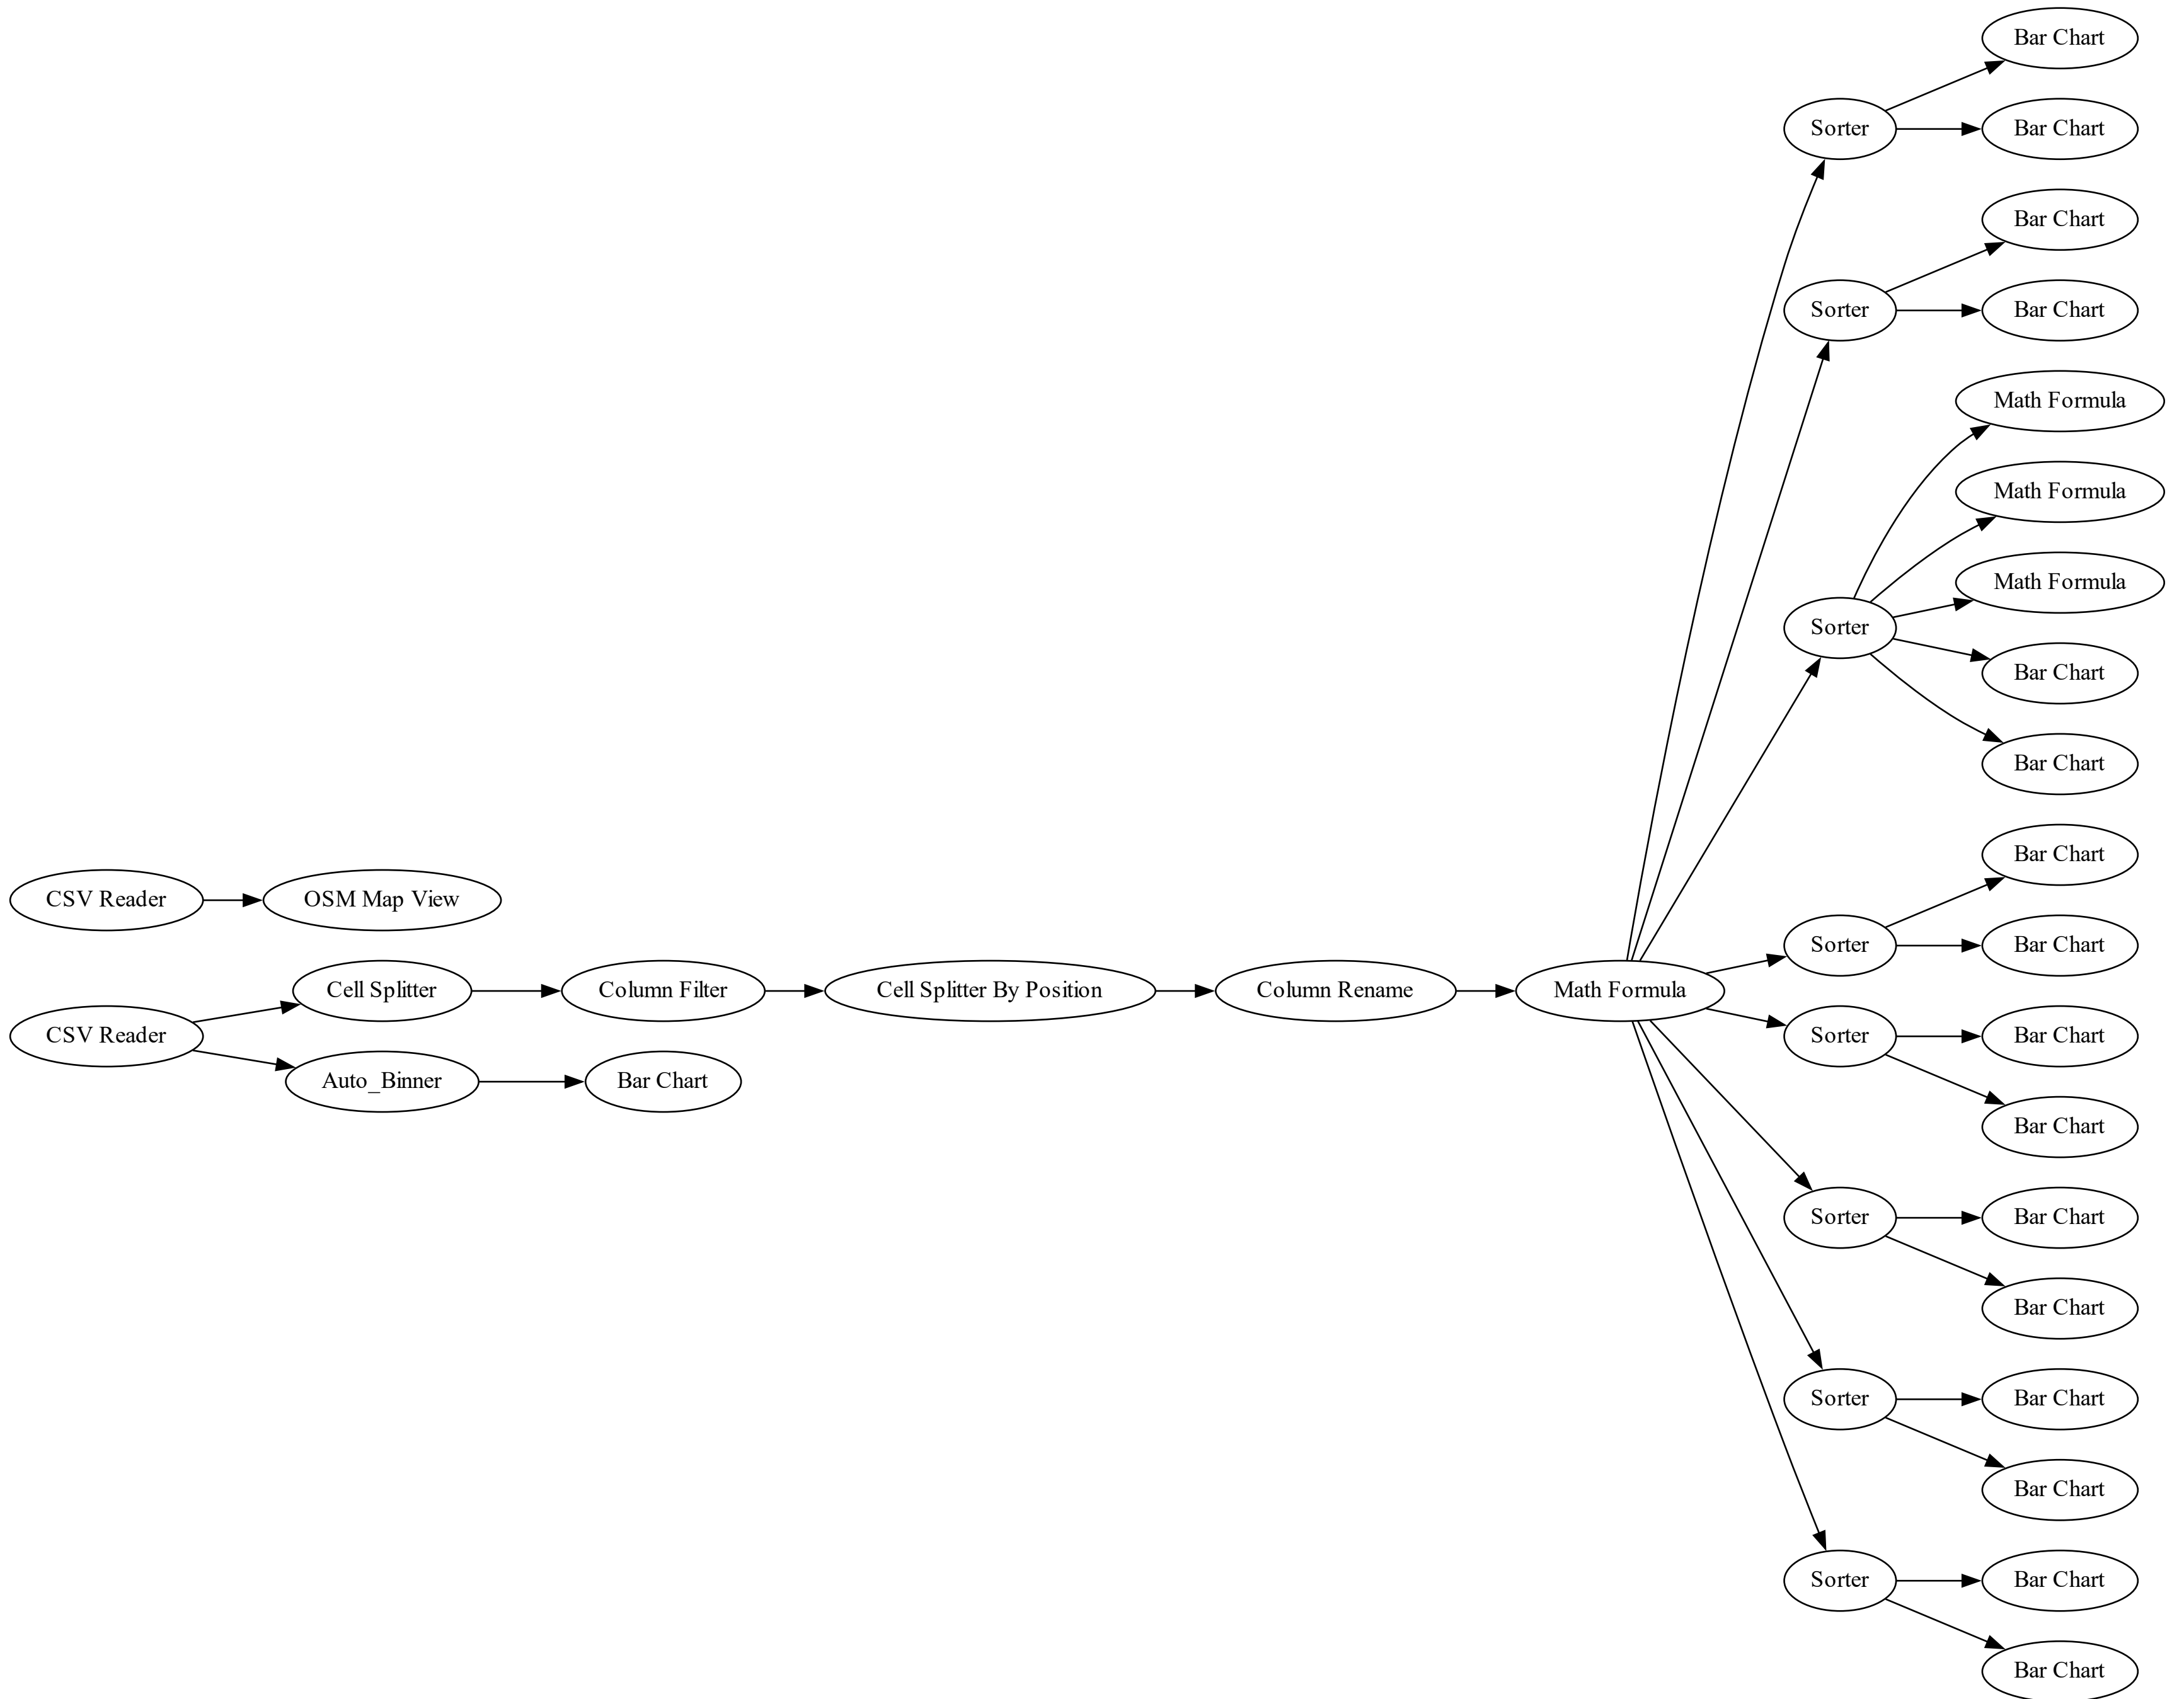 Bar Chart
Sorter
Bar Chart
Bar Chart
Sorter
Bar Chart
Math Formula
Math Formula
Math Formula
Sorter
Bar Chart
Bar Chart
Bar Chart
CSV Reader
OSM Map View
Sorter
Bar Chart
Cell Splitter
Column Filter
Cell Splitter By Position
Column Rename
Math Formula
CSV Reader
Sorter
Bar Chart
Auto_Binner
Bar Chart
Bar Chart
Sorter
Bar Chart
Bar Chart
Sorter
Bar Chart
Bar Chart
Sorter
Bar Chart
Bar Chart